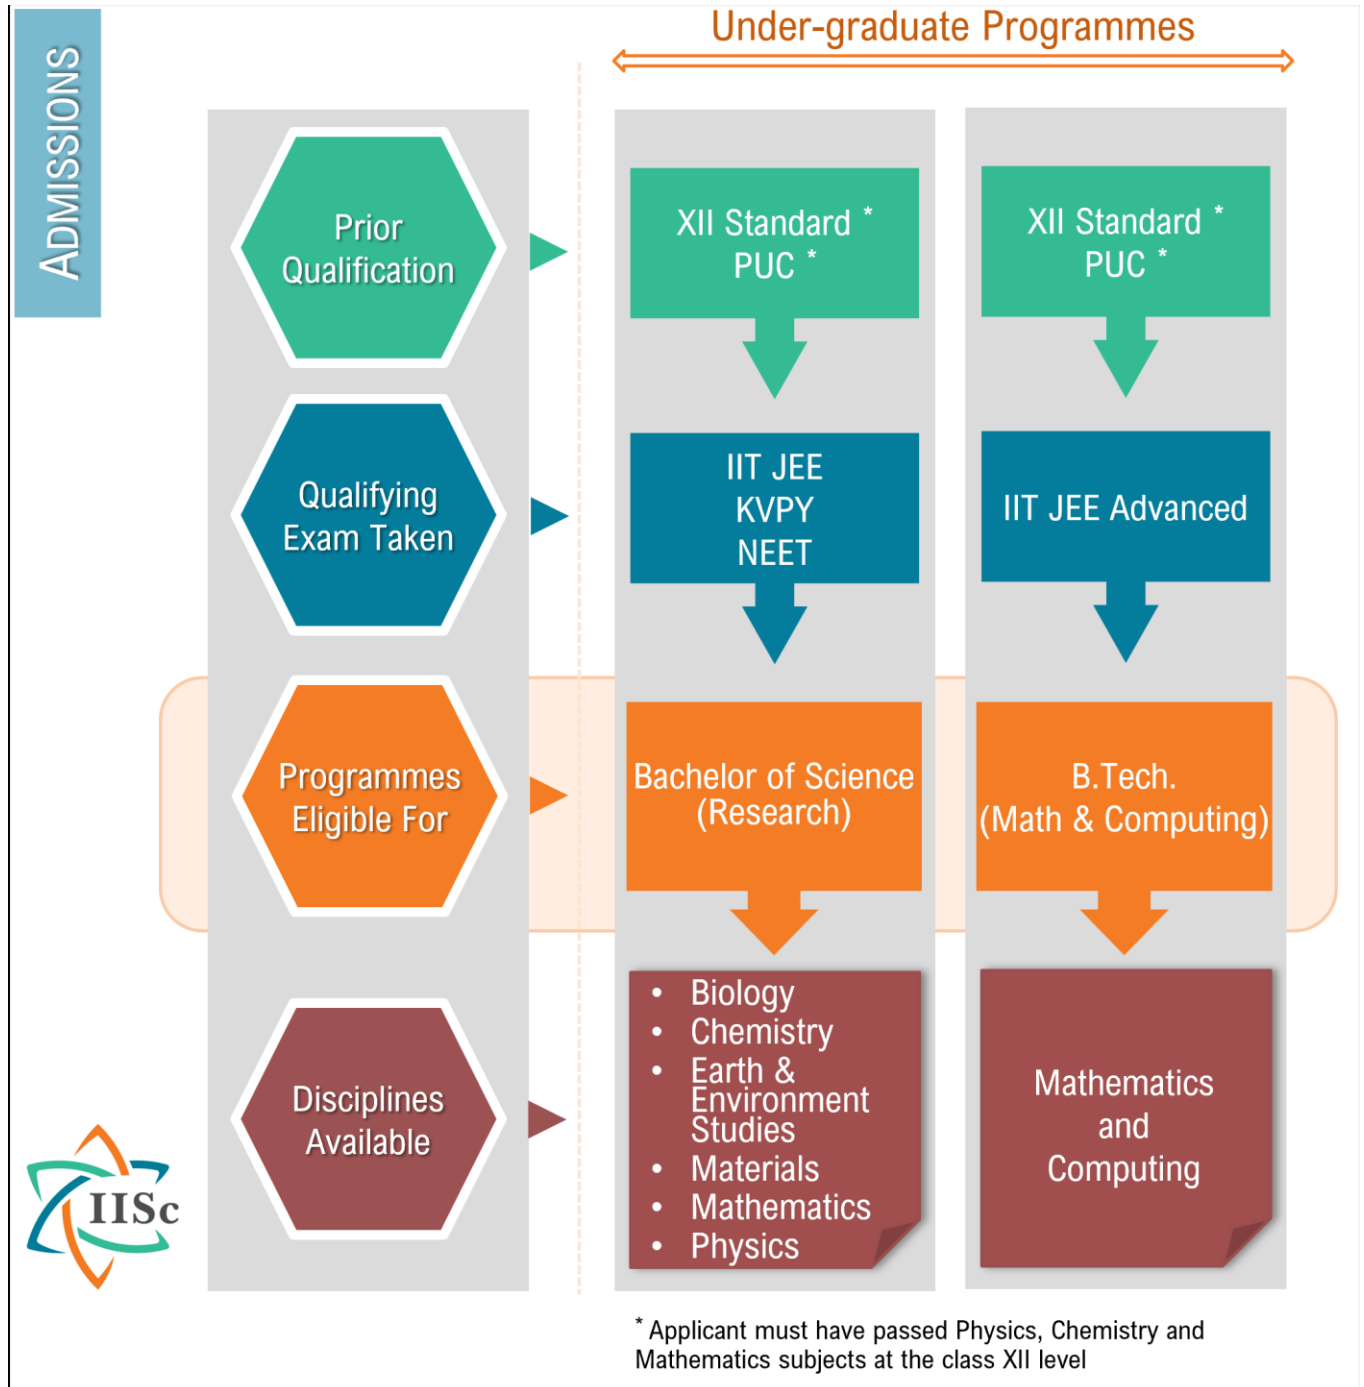 ADMISSIONS
Under-graduate Programmes
Prior
Qualification
XII Standard *
PUC *
XII Standard *
PUC *
Qualifying
Exam Taken
IIT JEE
KVPY
NEET
IIT JEE Advanced
Programmes
Eligible For
Bachelor of Science
(Research)
B.Tech.
(Math & Computing)
Disciplines
Available
• Biology
• Chemistry
• Earth &
Environment
Studies
• Materials
• Mathematics
• Physics
Mathematics
and
Computing
IISc
* Applicant must have passed Physics, Chemistry and
Mathematics subjects at the class XII level